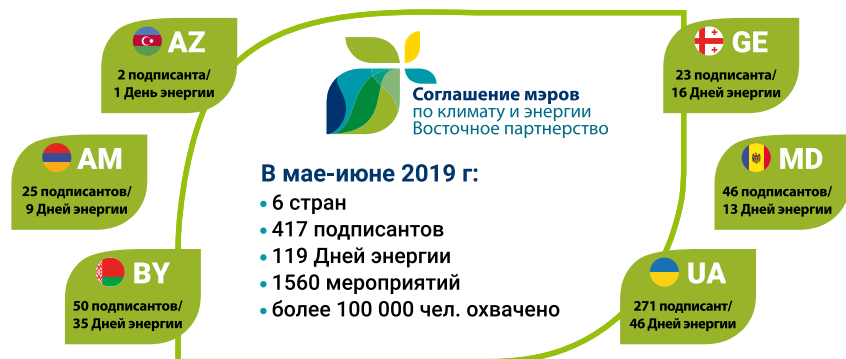 AZ
2 подписанта/
1 День энергии
AM
25 подписантов/
9 Дней энергии
BY
50 подписантов/
35 Дней энергии
Соглашение мэров
по климату и энергии
Восточное партнерство
В мае-июне 2019 г:
• 6 стран
• 417 подписантов
• 119 Дней энергии
• 1560 мероприятий
• более 100 000 чел. охвачено
GE
23 подписанта/
16 Дней энергии
MD
46 подписантов/
13 Дней энергии
UA
271 подписант/
46 Дней энергии